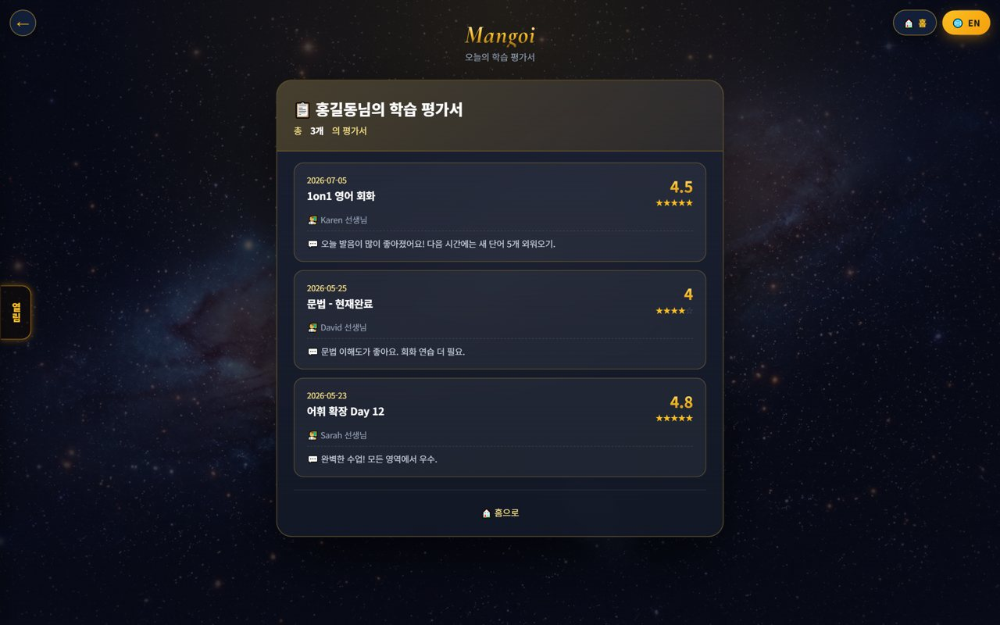 ←
홈
EN
Mangoi
오늘의 학습 평가서
홍길동님의 학습 평가서
총 3개 의 평가서
2026-07-05
1on1 영어 회화
4.5
★★★★★
Karen 선생님
오늘 발음이 많이 좋아졌어요! 다음 시간에는 새 단어 5개 외워오기.
2026-05-25
문법 - 현재완료
4
★★★★☆
David 선생님
문법 이해도가 좋아요. 회화 연습 더 필요.
2026-05-23
어휘 확장 Day 12
4.8
★★★★★
Sarah 선생님
완벽한 수업! 모든 영역에서 우수.
홈으로
열림